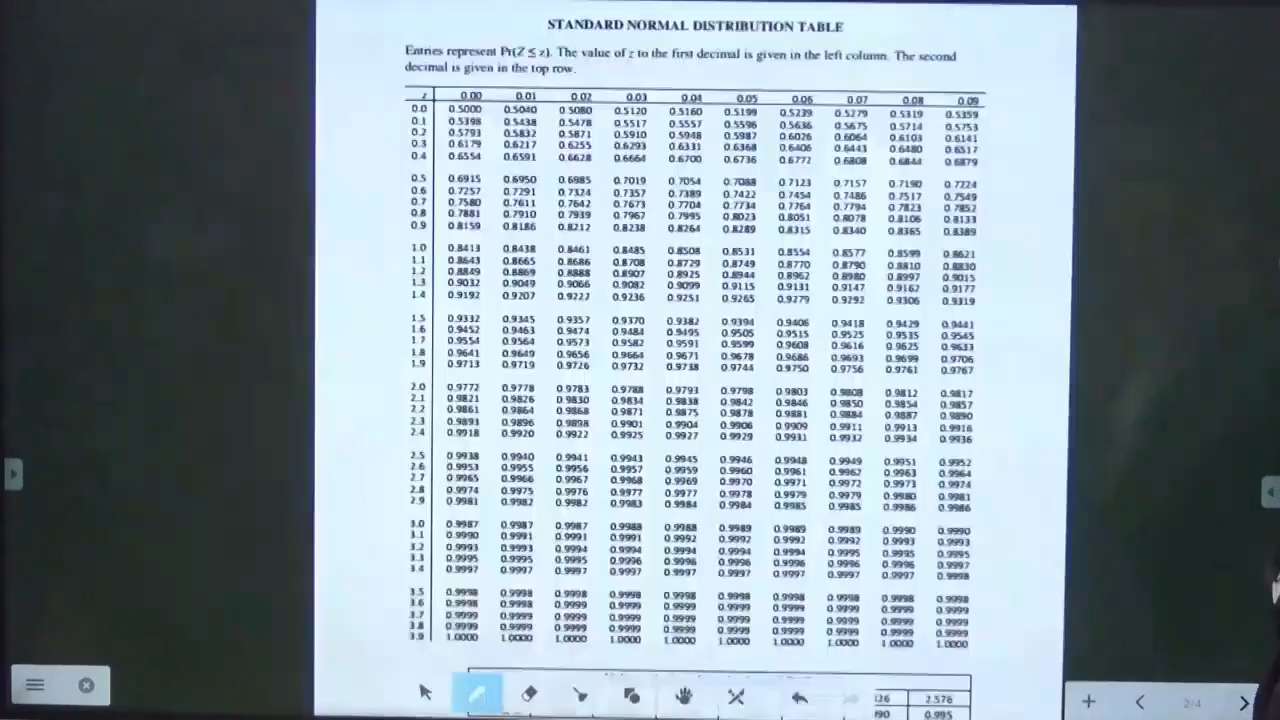 STANDARD NORMAL DISTRIBUTION TABLE
Entries represent Pr(Z ≤ z). The value of z to the first decimal is given in the left column. The second
decimal is given in the top row.
z 0.00 0.01 0.02 0.03 0.04 0.05 0.06 0.07 0.08 0.09
0.0 0.5000 0.5040 0.5080 0.5120 0.5160 0.5199 0.5239 0.5279 0.5319 0.5359
0.1 0.5398 0.5438 0.5478 0.5517 0.5557 0.5596 0.5636 0.5675 0.5714 0.5753
0.2 0.5793 0.5832 0.5871 0.5910 0.5948 0.5987 0.6026 0.6064 0.6103 0.6141
0.3 0.6179 0.6217 0.6255 0.6293 0.6331 0.6368 0.6406 0.6443 0.6480 0.6517
0.4 0.6554 0.6591 0.6628 0.6664 0.6700 0.6736 0.6772 0.6808 0.6844 0.6879
0.5 0.6915 0.6950 0.6985 0.7019 0.7054 0.7088 0.7123 0.7157 0.7190 0.7224
0.6 0.7257 0.7291 0.7324 0.7357 0.7389 0.7422 0.7454 0.7486 0.7517 0.7549
0.7 0.7580 0.7611 0.7642 0.7673 0.7704 0.7734 0.7764 0.7794 0.7823 0.7852
0.8 0.7881 0.7910 0.7939 0.7967 0.7995 0.8023 0.8051 0.8078 0.8106 0.8133
0.9 0.8159 0.8186 0.8212 0.8238 0.8264 0.8289 0.8315 0.8340 0.8365 0.8389
1.0 0.8413 0.8438 0.8461 0.8485 0.8508 0.8531 0.8554 0.8577 0.8599 0.8621
1.1 0.8643 0.8665 0.8686 0.8708 0.8729 0.8749 0.8770 0.8790 0.8810 0.8830
1.2 0.8849 0.8869 0.8888 0.8907 0.8925 0.8944 0.8962 0.8980 0.8997 0.9015
1.3 0.9032 0.9049 0.9066 0.9082 0.9099 0.9115 0.9131 0.9147 0.9162 0.9177
1.4 0.9192 0.9207 0.9222 0.9236 0.9251 0.9265 0.9279 0.9292 0.9306 0.9319
1.5 0.9332 0.9345 0.9357 0.9370 0.9382 0.9394 0.9406 0.9418 0.9429 0.9441
1.6 0.9452 0.9463 0.9474 0.9484 0.9495 0.9505 0.9515 0.9525 0.9535 0.9545
1.7 0.9554 0.9564 0.9573 0.9582 0.9591 0.9599 0.9608 0.9616 0.9625 0.9633
1.8 0.9641 0.9649 0.9656 0.9664 0.9671 0.9678 0.9686 0.9693 0.9699 0.9706
1.9 0.9713 0.9719 0.9726 0.9732 0.9738 0.9744 0.9750 0.9756 0.9761 0.9767
2.0 0.9772 0.9778 0.9783 0.9788 0.9793 0.9798 0.9803 0.9808 0.9812 0.9817
2.1 0.9821 0.9826 0.9830 0.9834 0.9838 0.9842 0.9846 0.9850 0.9854 0.9857
2.2 0.9861 0.9864 0.9868 0.9871 0.9875 0.9878 0.9881 0.9884 0.9887 0.9890
2.3 0.9893 0.9896 0.9898 0.9901 0.9904 0.9906 0.9909 0.9911 0.9913 0.9916
2.4 0.9918 0.9920 0.9922 0.9925 0.9927 0.9929 0.9931 0.9932 0.9934 0.9936
2.5 0.9938 0.9940 0.9941 0.9943 0.9945 0.9946 0.9948 0.9949 0.9951 0.9952
2.6 0.9953 0.9955 0.9956 0.9957 0.9959 0.9960 0.9961 0.9962 0.9963 0.9964
2.7 0.9965 0.9966 0.9967 0.9968 0.9969 0.9970 0.9971 0.9972 0.9973 0.9974
2.8 0.9974 0.9975 0.9976 0.9977 0.9977 0.9978 0.9979 0.9979 0.9980 0.9981
2.9 0.9981 0.9982 0.9982 0.9983 0.9984 0.9984 0.9985 0.9985 0.9986 0.9986
3.0 0.9987 0.9987 0.9987 0.9988 0.9988 0.9989 0.9989 0.9989 0.9990 0.9990
3.1 0.9990 0.9991 0.9991 0.9991 0.9992 0.9992 0.9992 0.9992 0.9993 0.9993
3.2 0.9993 0.9993 0.9994 0.9994 0.9994 0.9994 0.9994 0.9995 0.9995 0.9995
3.3 0.9995 0.9995 0.9995 0.9996 0.9996 0.9996 0.9996 0.9996 0.9996 0.9997
3.4 0.9997 0.9997 0.9997 0.9997 0.9997 0.9997 0.9997 0.9997 0.9997 0.9998
3.5 0.9998 0.9998 0.9998 0.9998 0.9998 0.9998 0.9998 0.9998 0.9998 0.9998
3.6 0.9998 0.9998 0.9999 0.9999 0.9999 0.9999 0.9999 0.9999 0.9999 0.9999
3.7 0.9999 0.9999 0.9999 0.9999 0.9999 0.9999 0.9999 0.9999 0.9999 0.9999
3.8 0.9999 0.9999 0.9999 0.9999 0.9999 0.9999 0.9999 0.9999 0.9999 0.9999
3.9 1.0000 1.0000 1.0000 1.0000 1.0000 1.0000 1.0000 1.0000 1.0000 1.0000
2.576
0.995
2/4